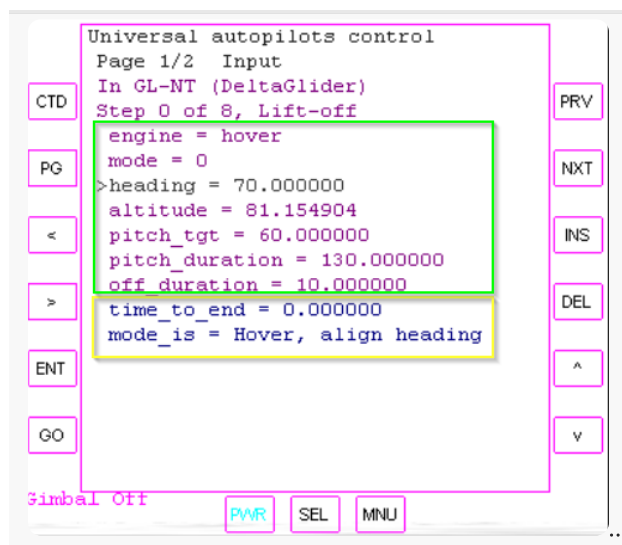 Universal autopilots control
Page 1/2  Input
In GL-NT (DeltaGlider)
Step 0 of 8, Lift-off
engine = hover
mode = 0
>heading = 70.000000
altitude = 81.154904
pitch_tgt = 60.000000
pitch_duration = 130.000000
off_duration = 10.000000
time_to_end = 0.000000
mode_is = Hover, align heading
CTD
PG
<
>
ENT
GO
PRV
NXT
INS
DEL
^
v
Gimbal Off
PWR
SEL
MNU
..